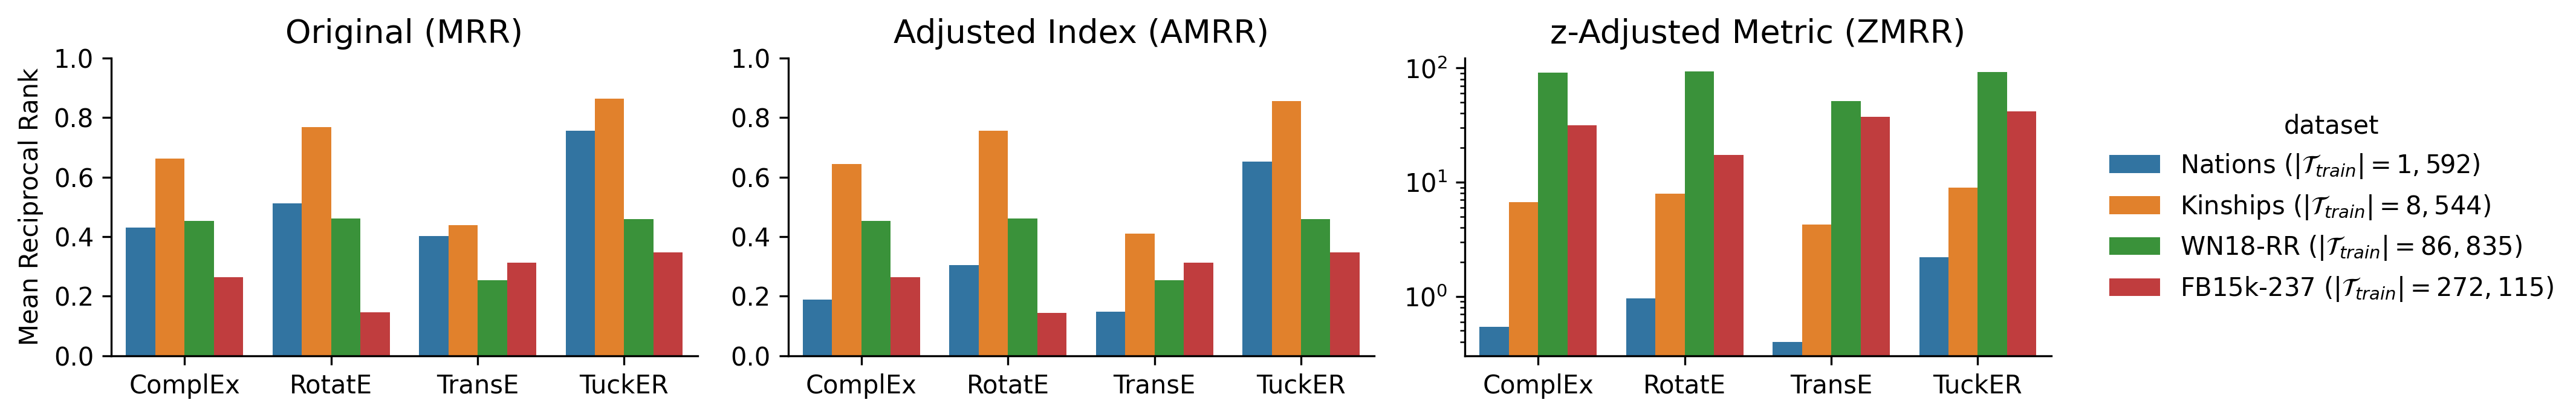 Original (MRR)
Mean Reciprocal Rank
1.0
0.8
0.6
0.4
0.2
0.0
ComplEx RotatE TransE TuckER
Adjusted Index (AMRR)
1.0
0.8
0.6
0.4
0.2
0.0
ComplEx RotatE TransE TuckER
z-Adjusted Metric (ZMRR)
10²
10¹
10⁰
ComplEx RotatE TransE TuckER
dataset
Nations (|𝒯train| = 1, 592)
Kinships (|𝒯train| = 8, 544)
WN18-RR (|𝒯train| = 86, 835)
FB15k-237 (|𝒯train| = 272, 115)